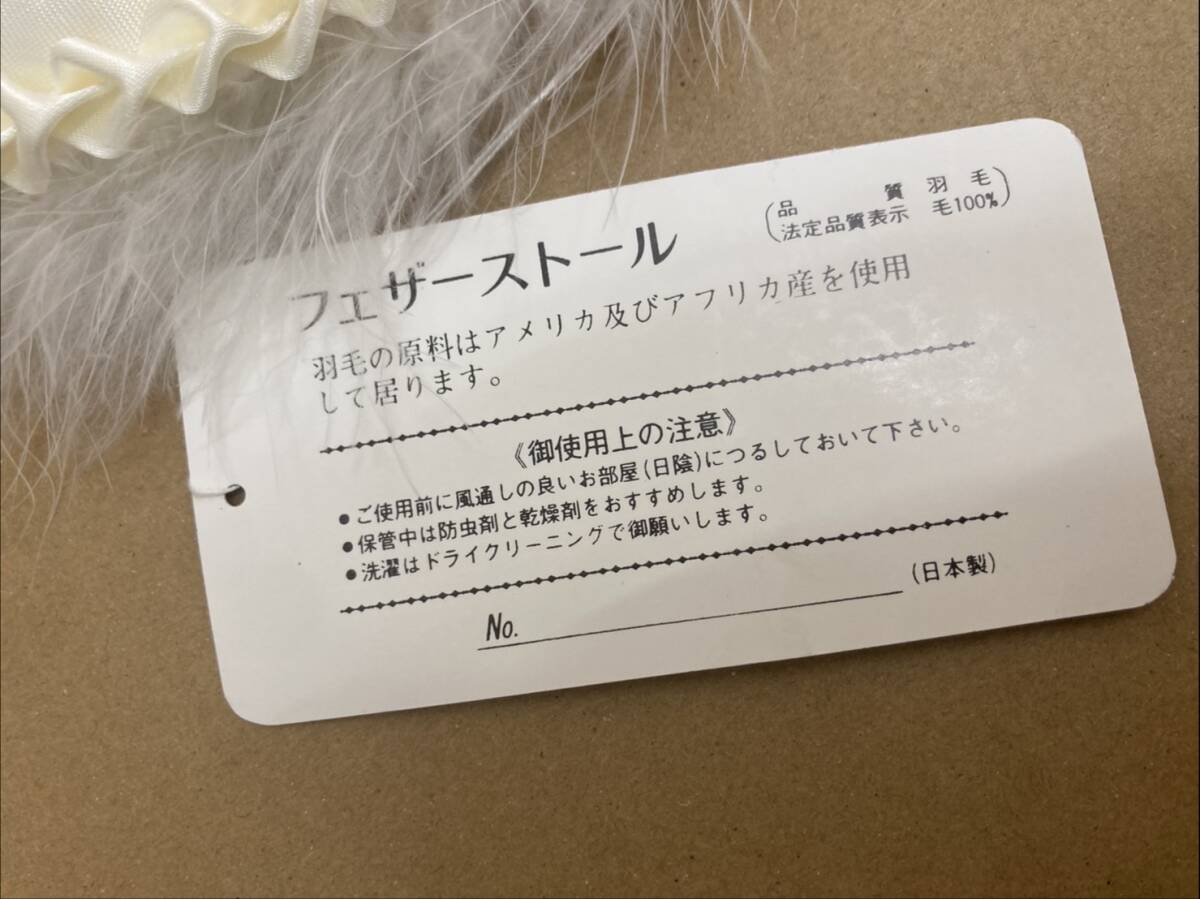 フェザーストール
(品質 羽毛
法定品質表示 毛100%)
羽毛の原料はアメリカ及びアフリカ産を使用
して居ります。
《御使用上の注意》
●ご使用前に風通しの良いお部屋(日陰)につるしておいて下さい。
●保管中は防虫剤と乾燥剤をおすすめします。
●洗濯はドライクリーニングで御願いします。
No.
(日本製)